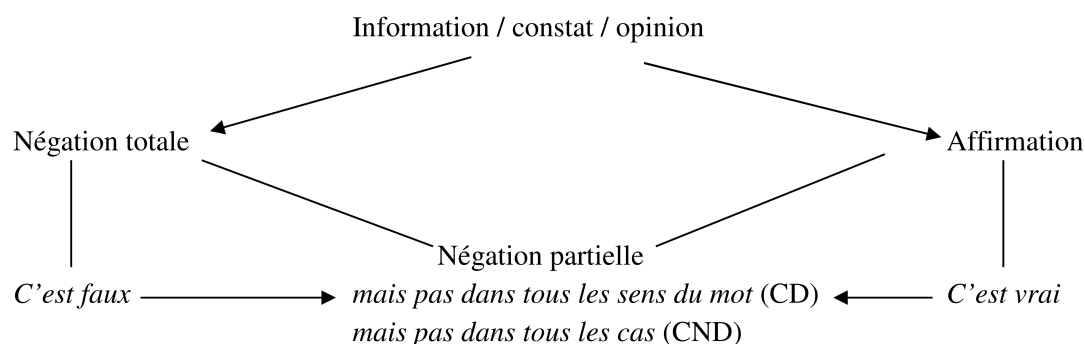 Information / constat / opinion
Négation totale
Affirmation
Négation partielle
C’est faux
mais pas dans tous les sens du mot (CD)
C’est vrai
mais pas dans tous les cas (CND)